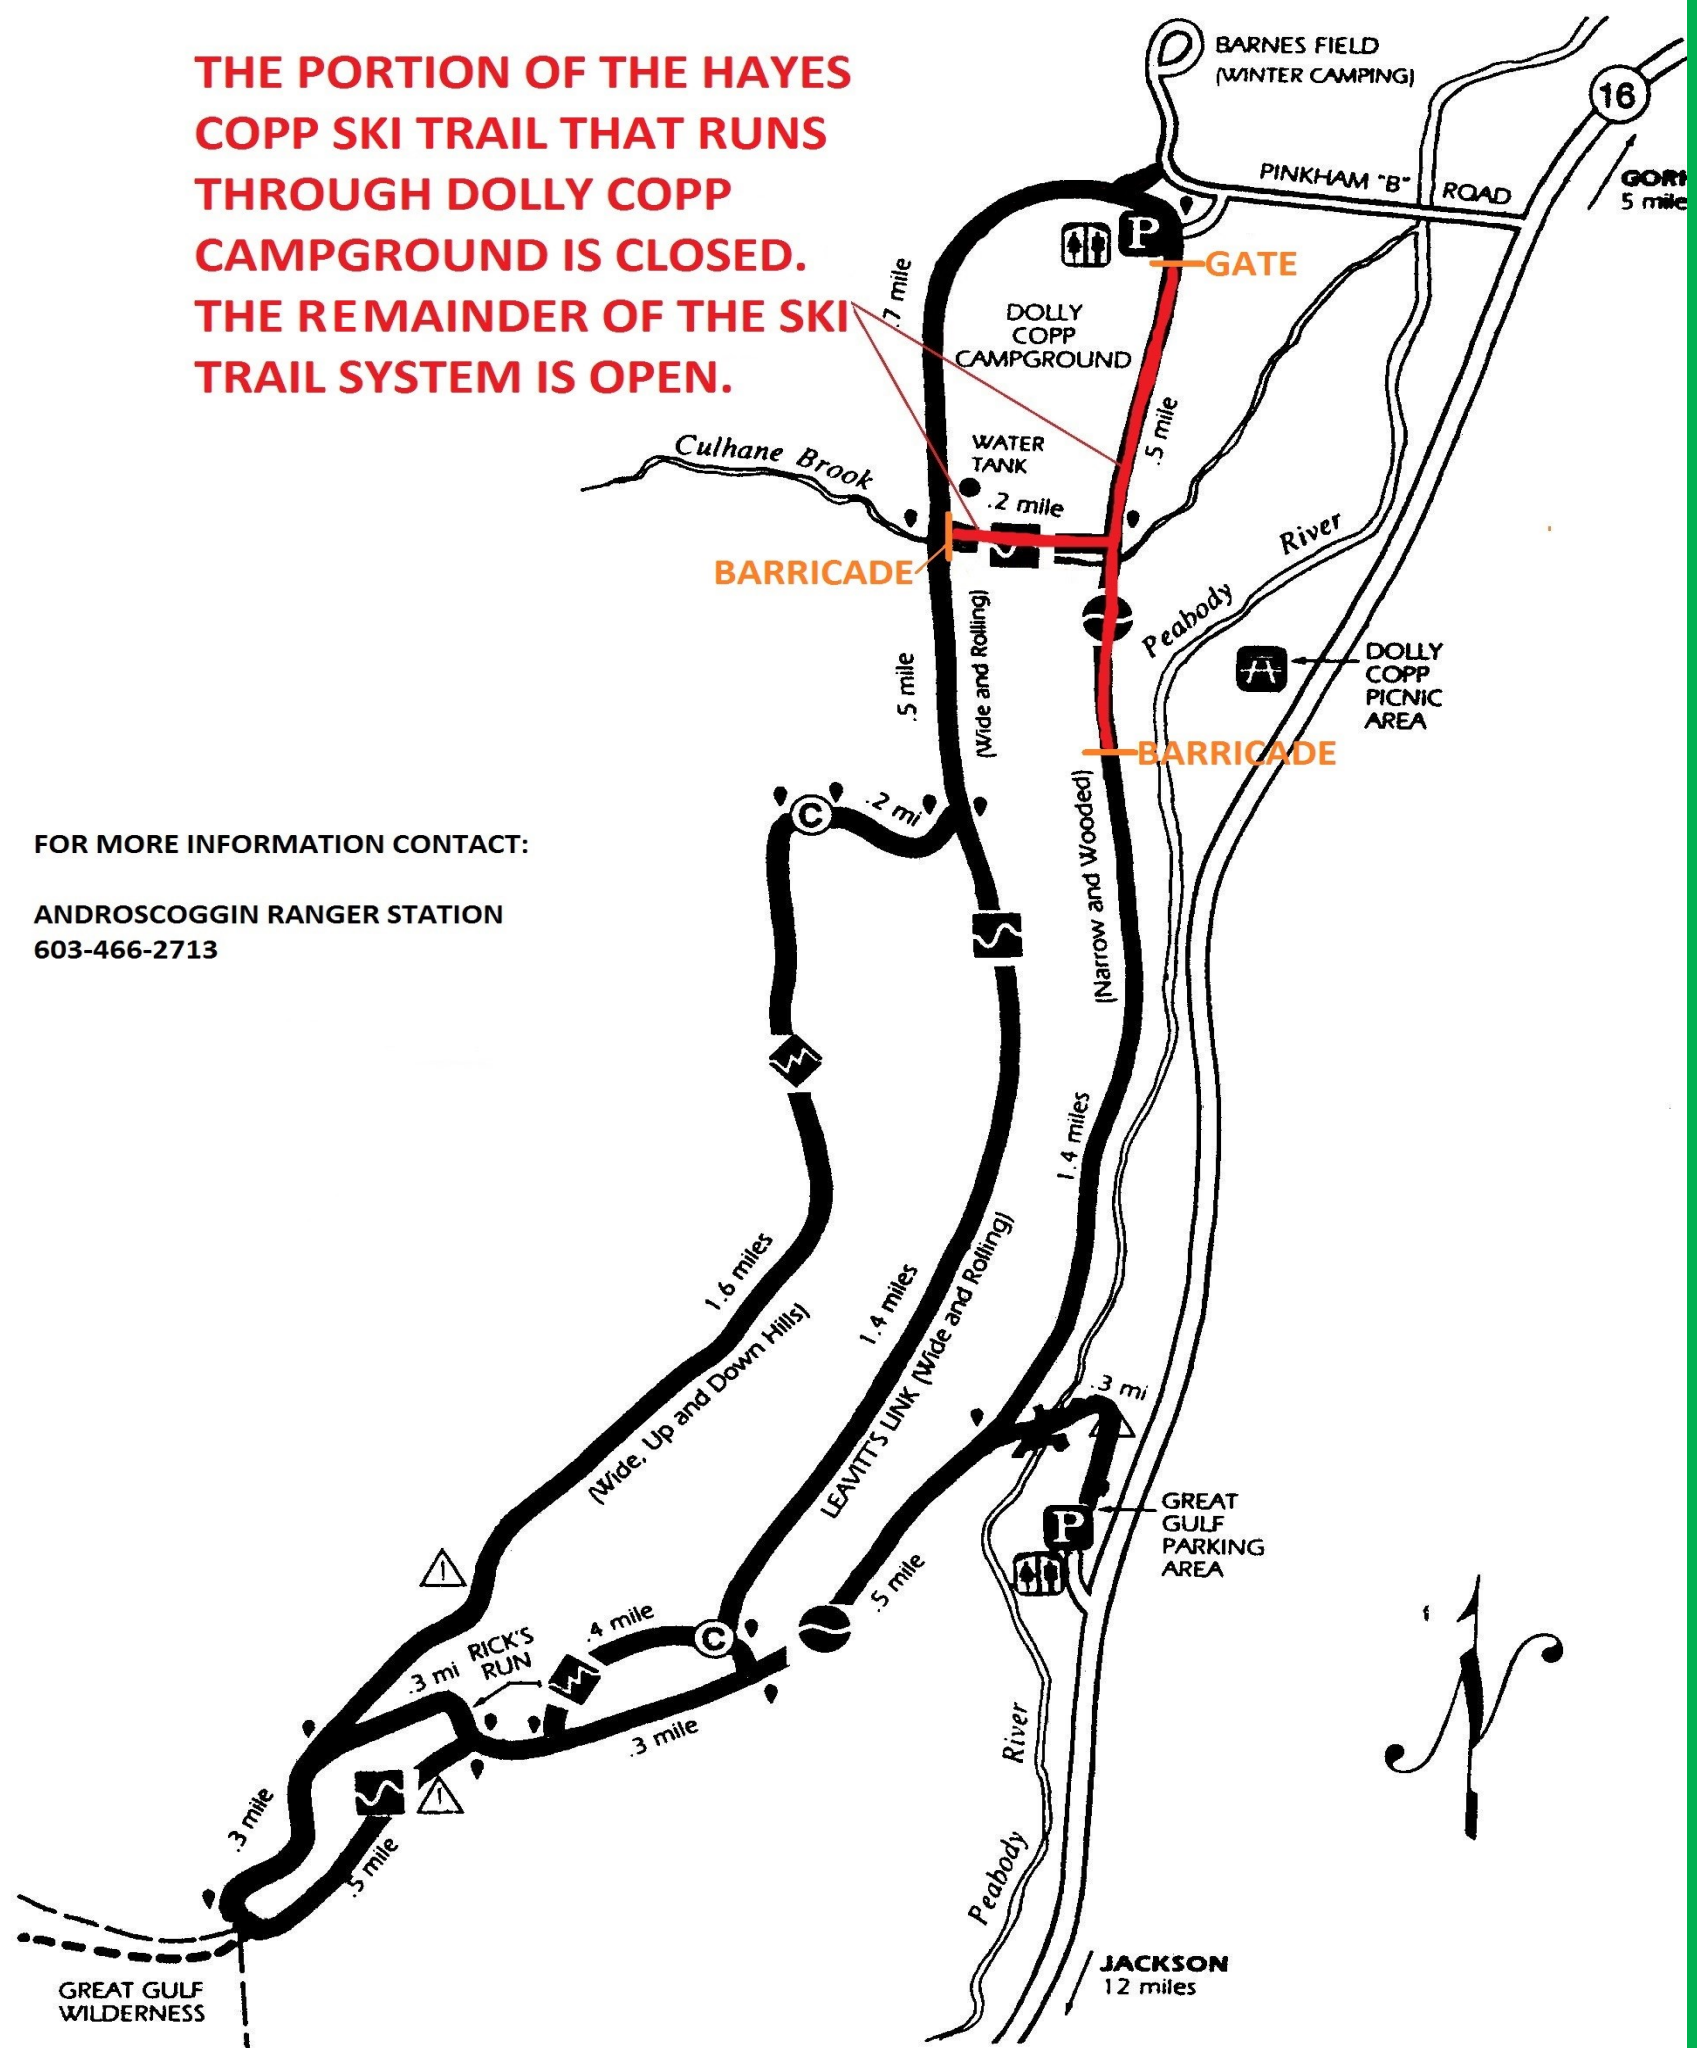 THE PORTION OF THE HAYES
COPP SKI TRAIL THAT RUNS
THROUGH DOLLY COPP
CAMPGROUND IS CLOSED.
THE REMAINDER OF THE SKI
TRAIL SYSTEM IS OPEN.
BARNES FIELD
(WINTER CAMPING)
16
PINKHAM "B" ROAD
5 mile
P
GATE
.7 mile
DOLLY
COPP
CAMPGROUND
.5 mile
Culhane Brook
WATER
TANK
.2 mile
River
Peabody
BARRICADE
(Wide and Rolling)
.5 mile
DOLLY
COPP
PICNIC
AREA
BARRICADE
(Narrow and Wooded)
C
.2 mi
FOR MORE INFORMATION CONTACT:
ANDROSCOGGIN RANGER STATION
603-466-2713
1.4 miles
1.6 miles
(Wide, Up and Down Hills)
1.4 miles
LEAVITT'S LINK (Wide and Rolling)
.3 mi
P
GREAT
GULF
PARKING
AREA
.5 mile
.4 mile
C
RICK'S
RUN
.3 mi
.3 mile
.3 mile
.5 mile
River
Peabody
N
GREAT GULF
WILDERNESS
JACKSON
12 miles